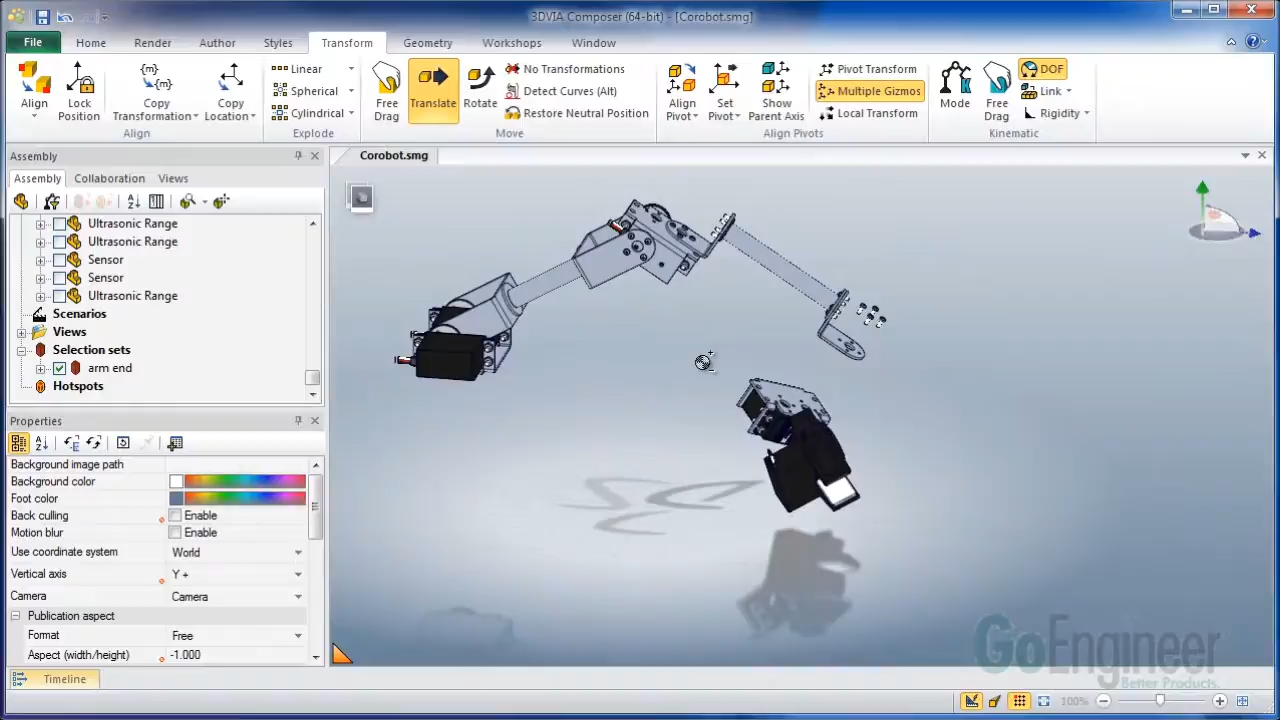 3DVIA Composer (64-bit) - [Corobot.smg]
File Home Render Author Styles Transform Geometry Workshops Window
Align
Lock Position
{m} {m}
Copy Transformation
Copy Location
Linear
Spherical
Cylindrical
Free Drag
Translate
Rotate
No Transformations
Detect Curves (Alt)
Restore Neutral Position
Align Pivot
Set Pivot
Show Parent Axis
Pivot Transform
Multiple Gizmos
Local Transform
Mode
Free Drag
DOF
Link
Rigidity
Align Explode Move Align Pivots Kinematic
Assembly
Corobot.smg
Assembly Collaboration Views
Ultrasonic Range
Ultrasonic Range
Sensor
Sensor
Ultrasonic Range
Scenarios
Views
Selection sets
arm end
Hotspots
Properties
Background image path
Background color
Foot color
Back culling Enable
Motion blur Enable
Use coordinate system World
Vertical axis Y +
Camera Camera
Publication aspect
Format Free
Aspect (width/height) -1.000
GoEngineer
Better Products.
Timeline
100%